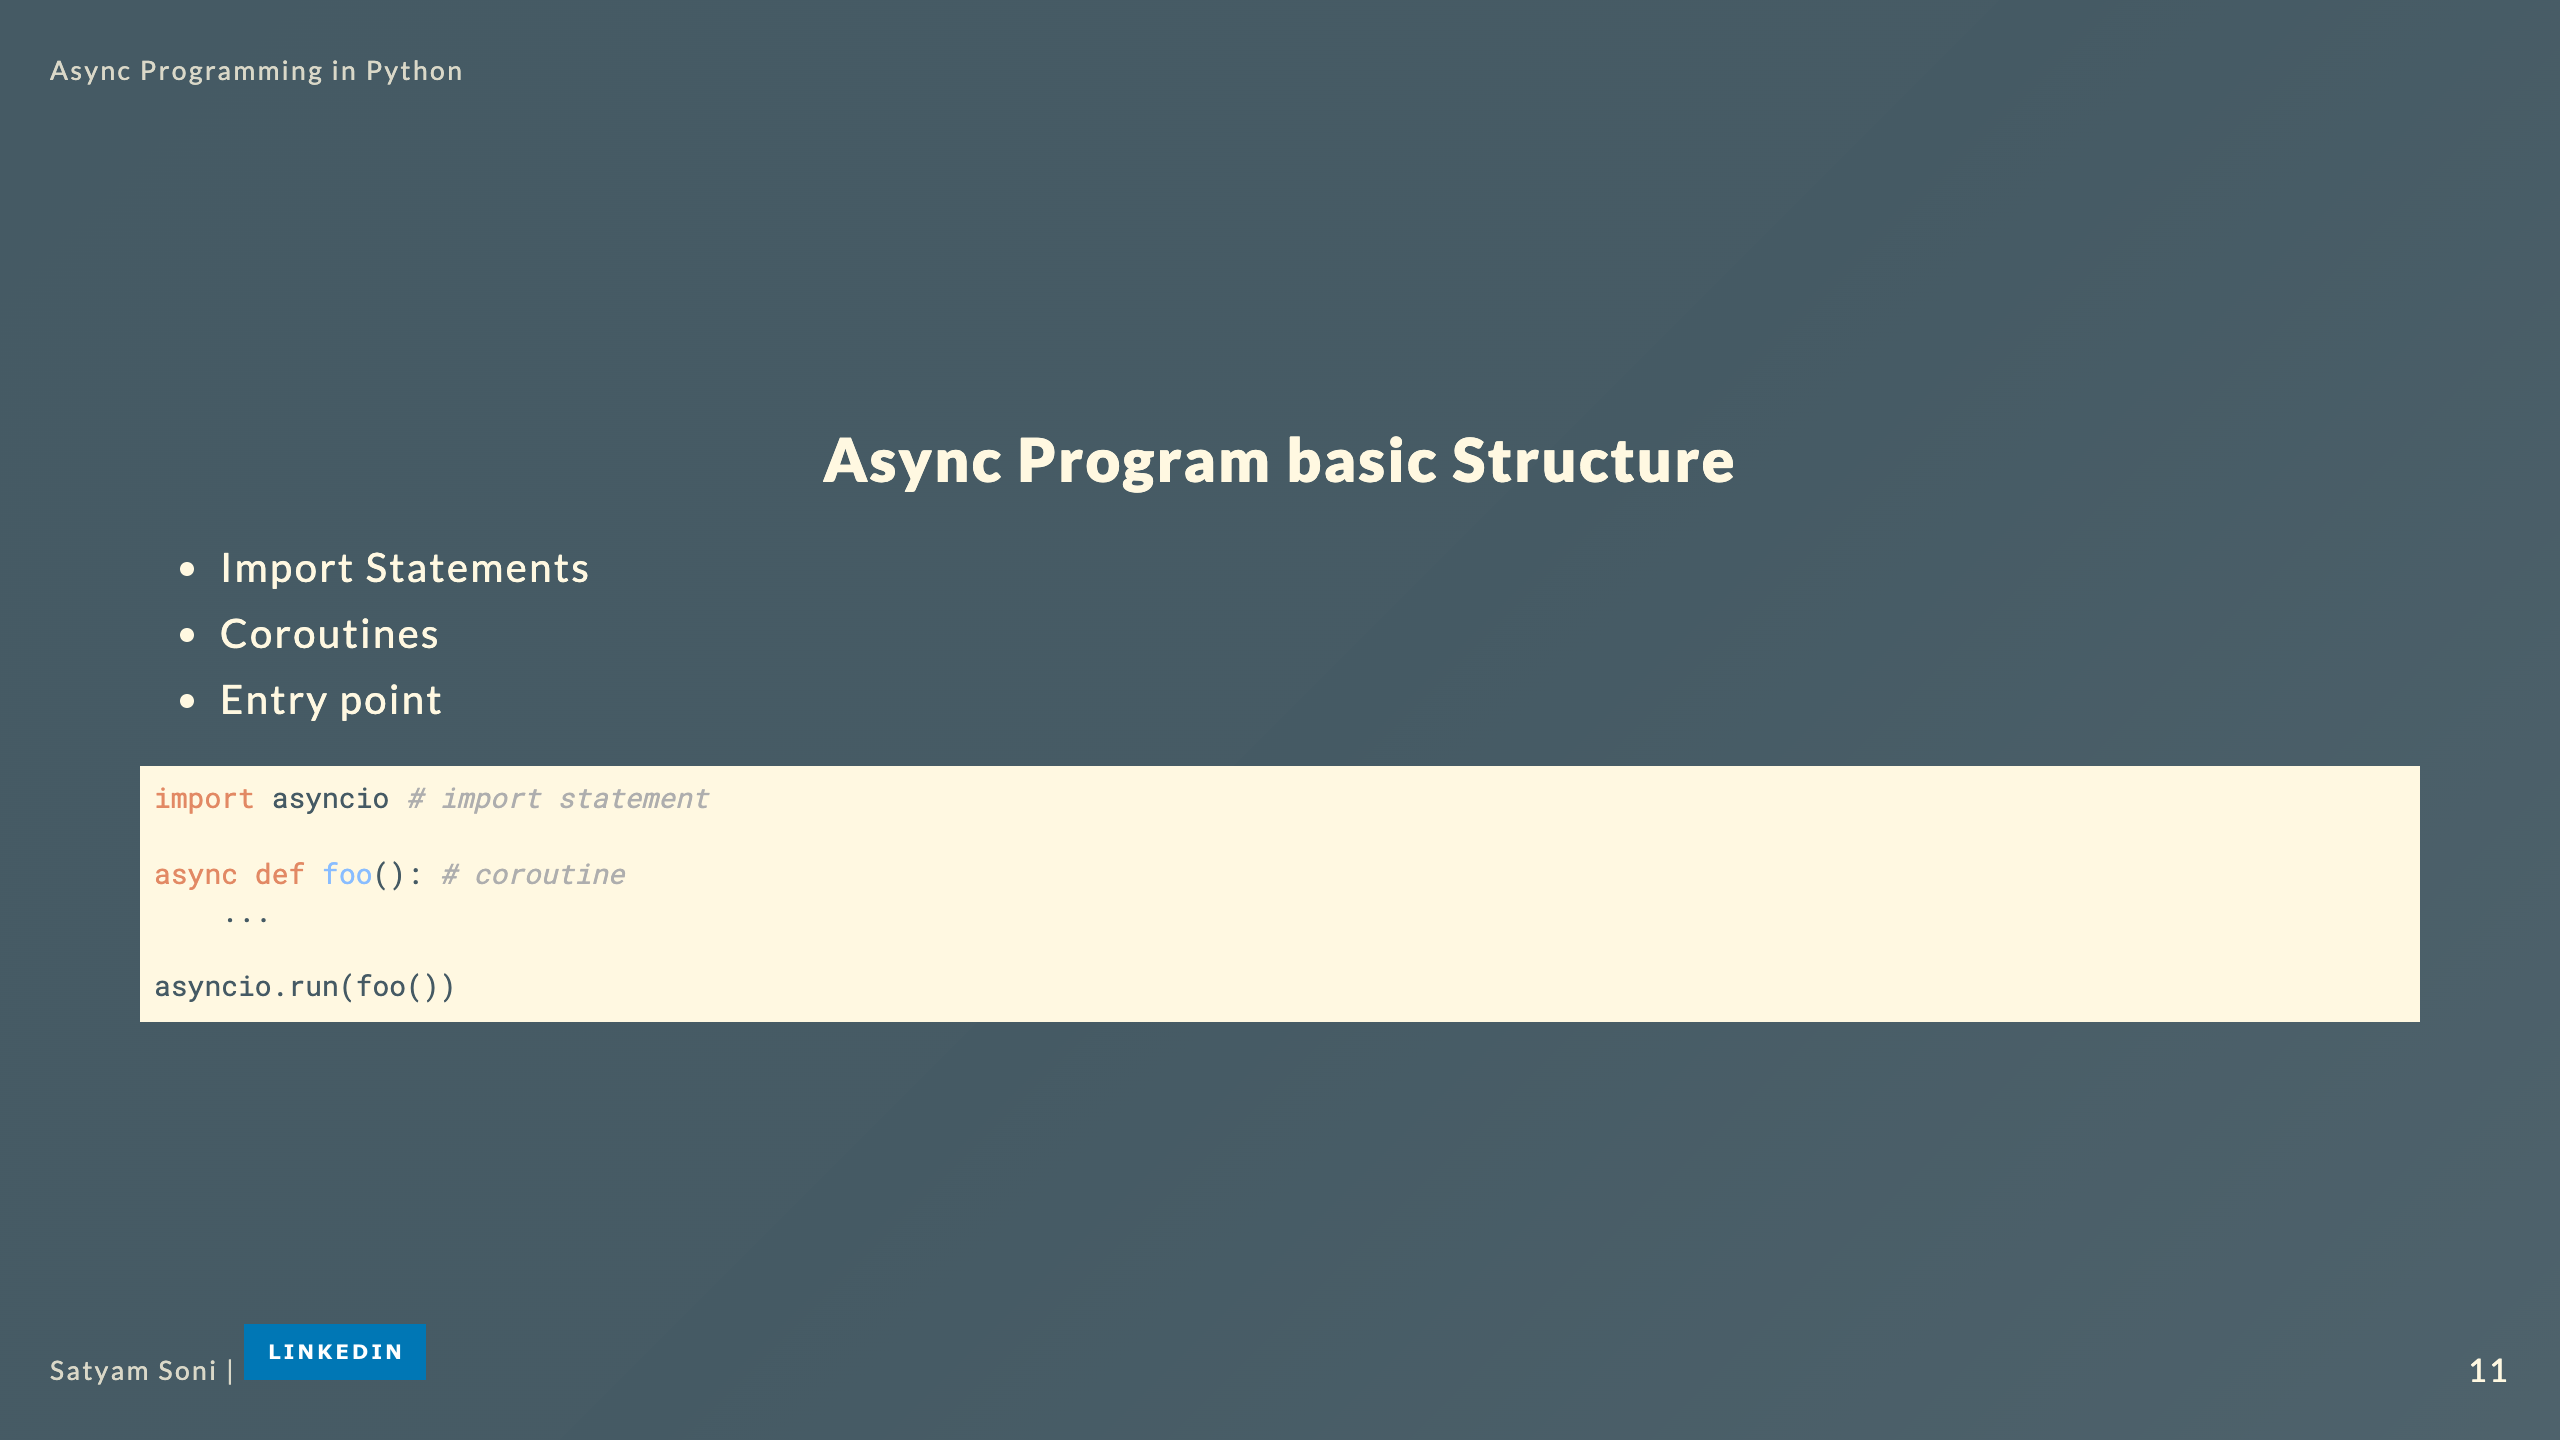 Async Programming in Python
Async Program basic Structure
• Import Statements
• Coroutines
• Entry point
import asyncio # import statement
async def foo(): # coroutine
    ...
asyncio.run(foo())
Satyam Soni | LINKEDIN
11